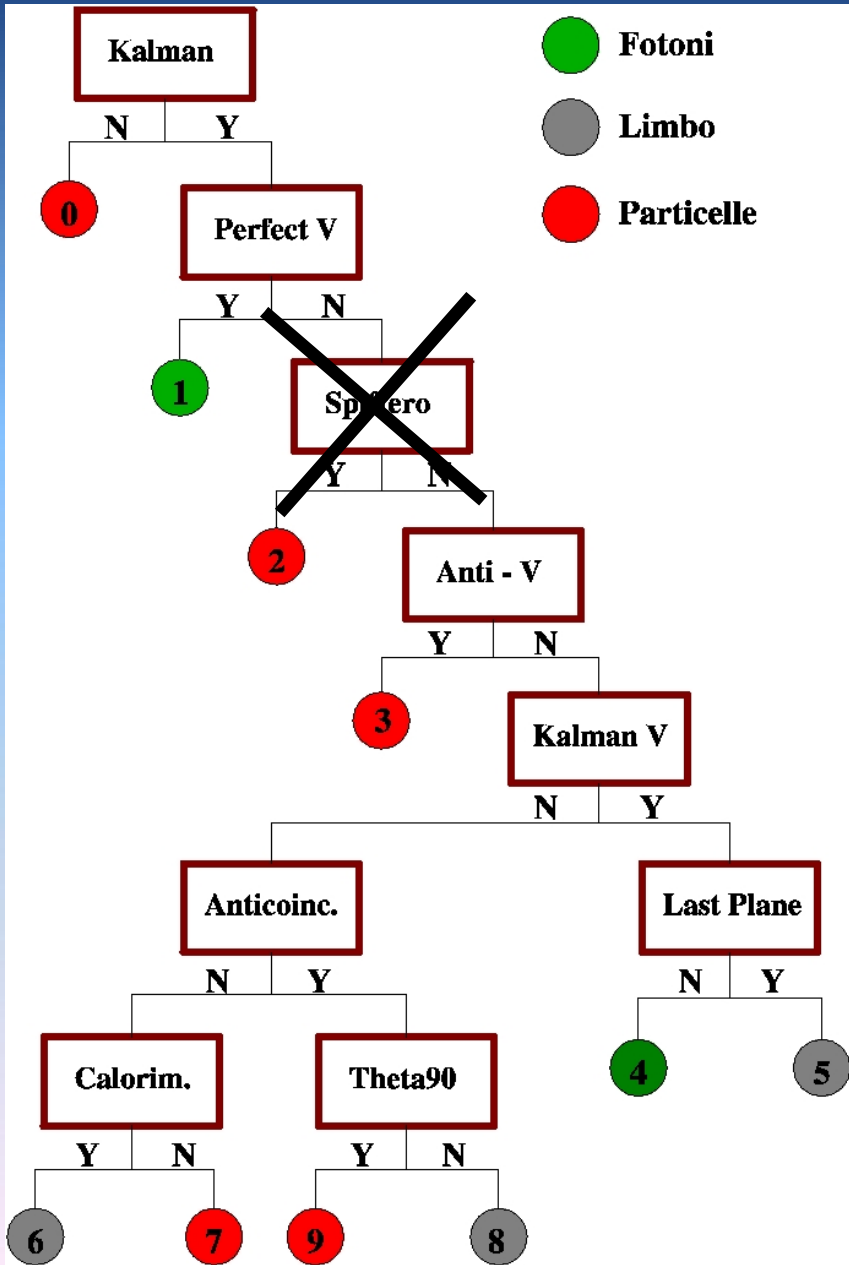 Kalman
Fotoni
Limbo
Particelle
N Y
0
Perfect V
Y N
1
Y N
2
Anti - V
Y N
3
Kalman V
N Y
Anticoinc.
Last Plane
N Y
N Y
Calorim.
Theta90
4
5
Y N
Y N
6
7
9
8